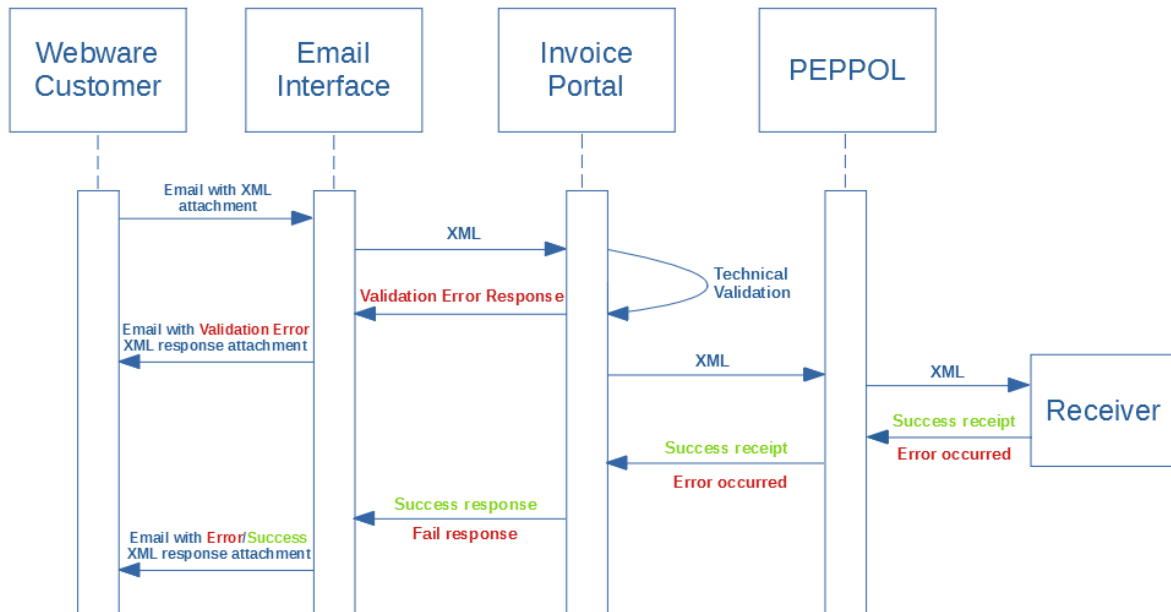 Webware
Customer
Email
Interface
Invoice
Portal
PEPPOL
Email with XML
attachment
XML
Technical
Validation
Validation Error Response
Email with Validation Error
XML response attachment
XML
XML
Receiver
Success receipt
Error occurred
Success receipt
Error occurred
Success response
Fail response
Email with Error/Success
XML response attachment